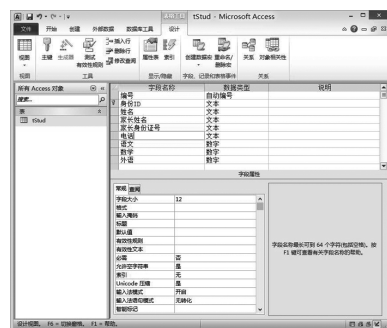 tStud - Microsoft Access
文件 开始 创建 外部数据 数据库工具 设计
视图 主键 生成器 测试有效性规则 插入行 删除行 修改查阅 属性表 索引 创建数据宏 重命名/删除宏 关系 对象相关性
视图 工具 显示/隐藏 字段、记录和表格事件 关系
所有 Access 对象
搜索...
表
tStud
字段名称 数据类型 说明
编号 自动编号
身份ID 文本
姓名 文本
家长姓名 文本
家长身份证号 文本
电话 文本
语文 数字
数学 数字
外语 数字
字段属性
常规 查阅
字段大小 12
格式
输入掩码
标题
默认值
有效性规则
有效性文本
必需 否
允许空字符串 是
索引 无
Unicode 压缩 是
输入法模式 开启
输入法语句模式 无转化
智能标记
字段名称最长可到 64 个字符(包括空格)。按 F1 键可查看有关字段名称的帮助。
设计视图。 F6 = 切换窗格。 F1 = 帮助。